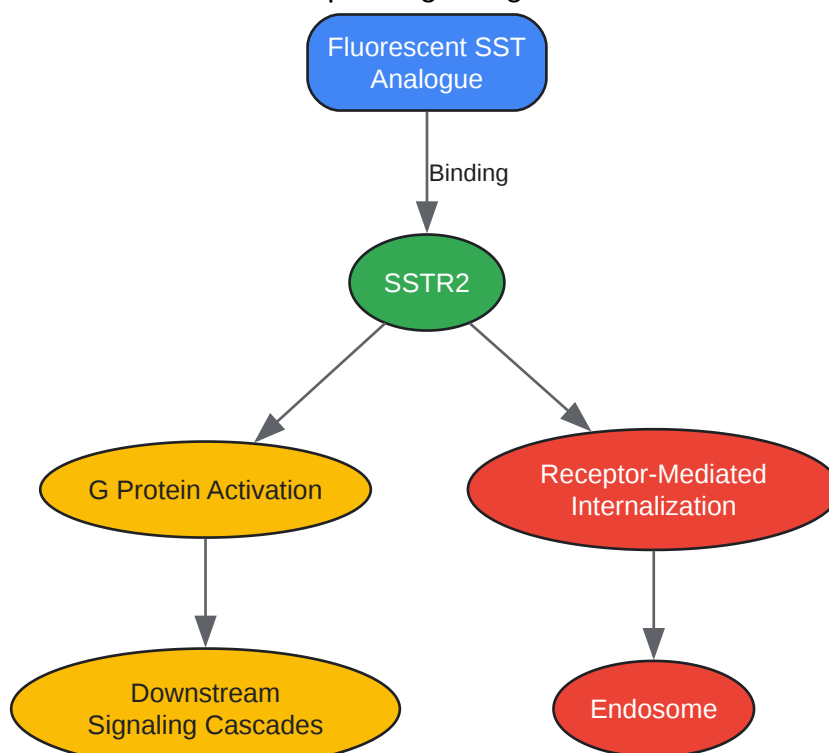 Fluorescent SST
Analogue
Binding
SSTR2
G Protein Activation
Receptor-Mediated
Internalization
Downstream
Signaling Cascades
Endosome